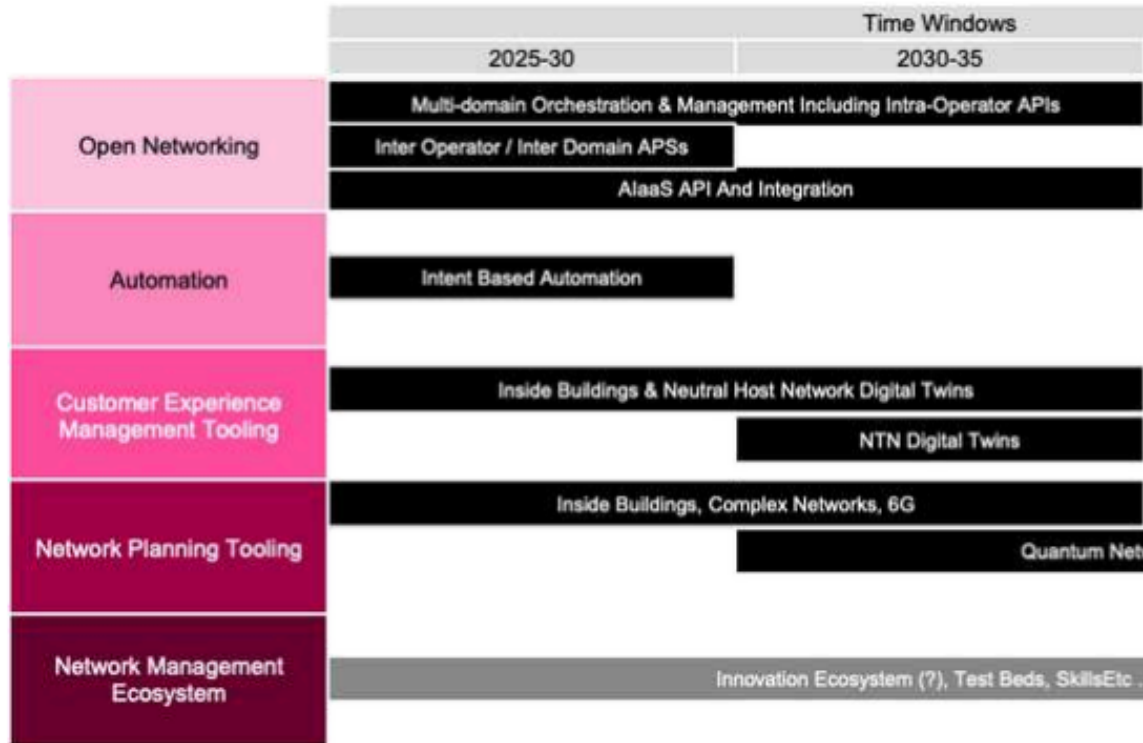 Time Windows
2025-30
2030-35
Open Networking
Multi-domain Orchestration & Management Including Intra-Operator APIs
Inter Operator / Inter Domain APSs
AIaaS API And Integration
Automation
Intent Based Automation
Customer Experience
Management Tooling
Inside Buildings & Neutral Host Network Digital Twins
NTN Digital Twins
Network Planning Tooling
Inside Buildings, Complex Networks, 6G
Quantum Nets
Network Management
Ecosystem
Innovation Ecosystem (?), Test Beds, SkillsEtc .